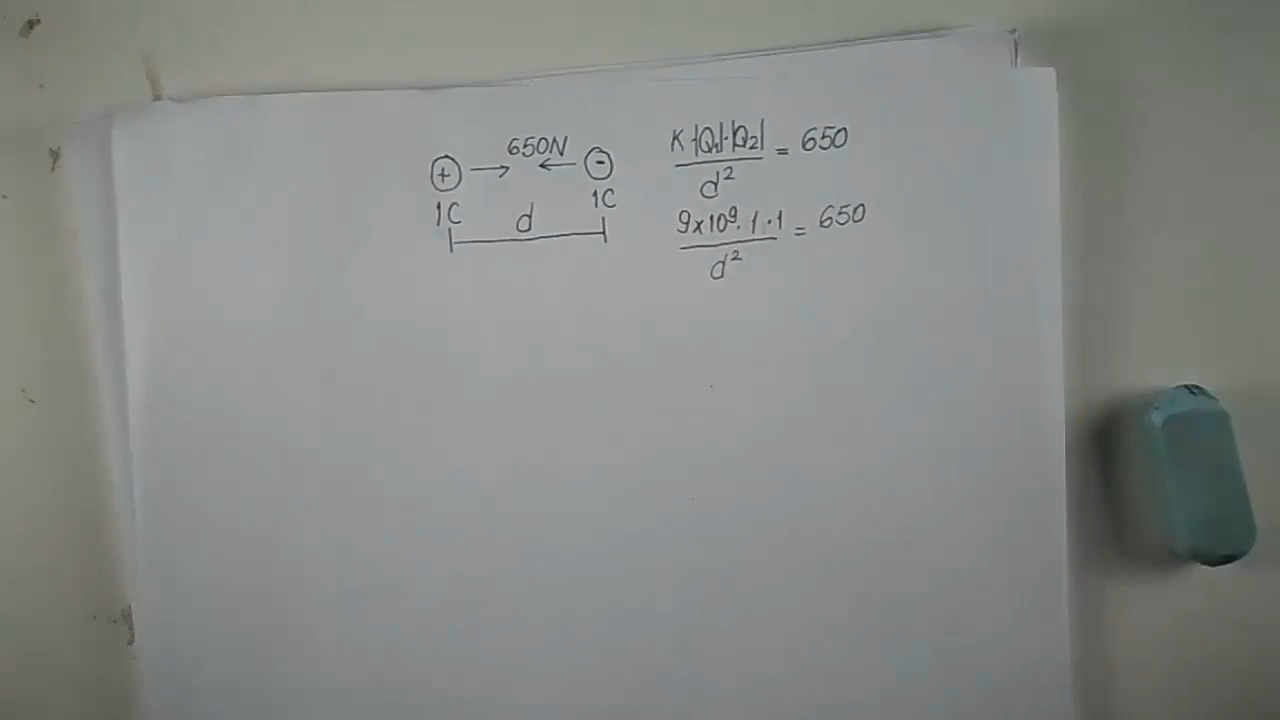 650N
+ → ← -
1C 1C
d
K·|Q₁|·|Q₂| / d² = 650
9x10⁹·1·1 / d² = 650